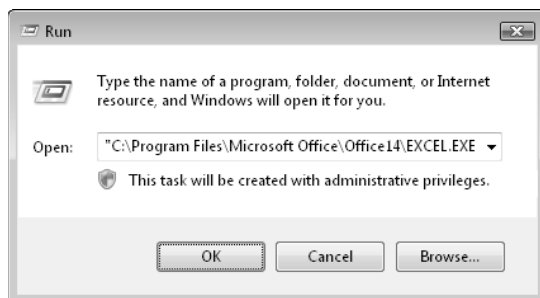 Run
Type the name of a program, folder, document, or Internet
resource, and Windows will open it for you.
Open: "C:\Program Files\Microsoft Office\Office14\EXCEL.EXE
This task will be created with administrative privileges.
OK Cancel Browse...